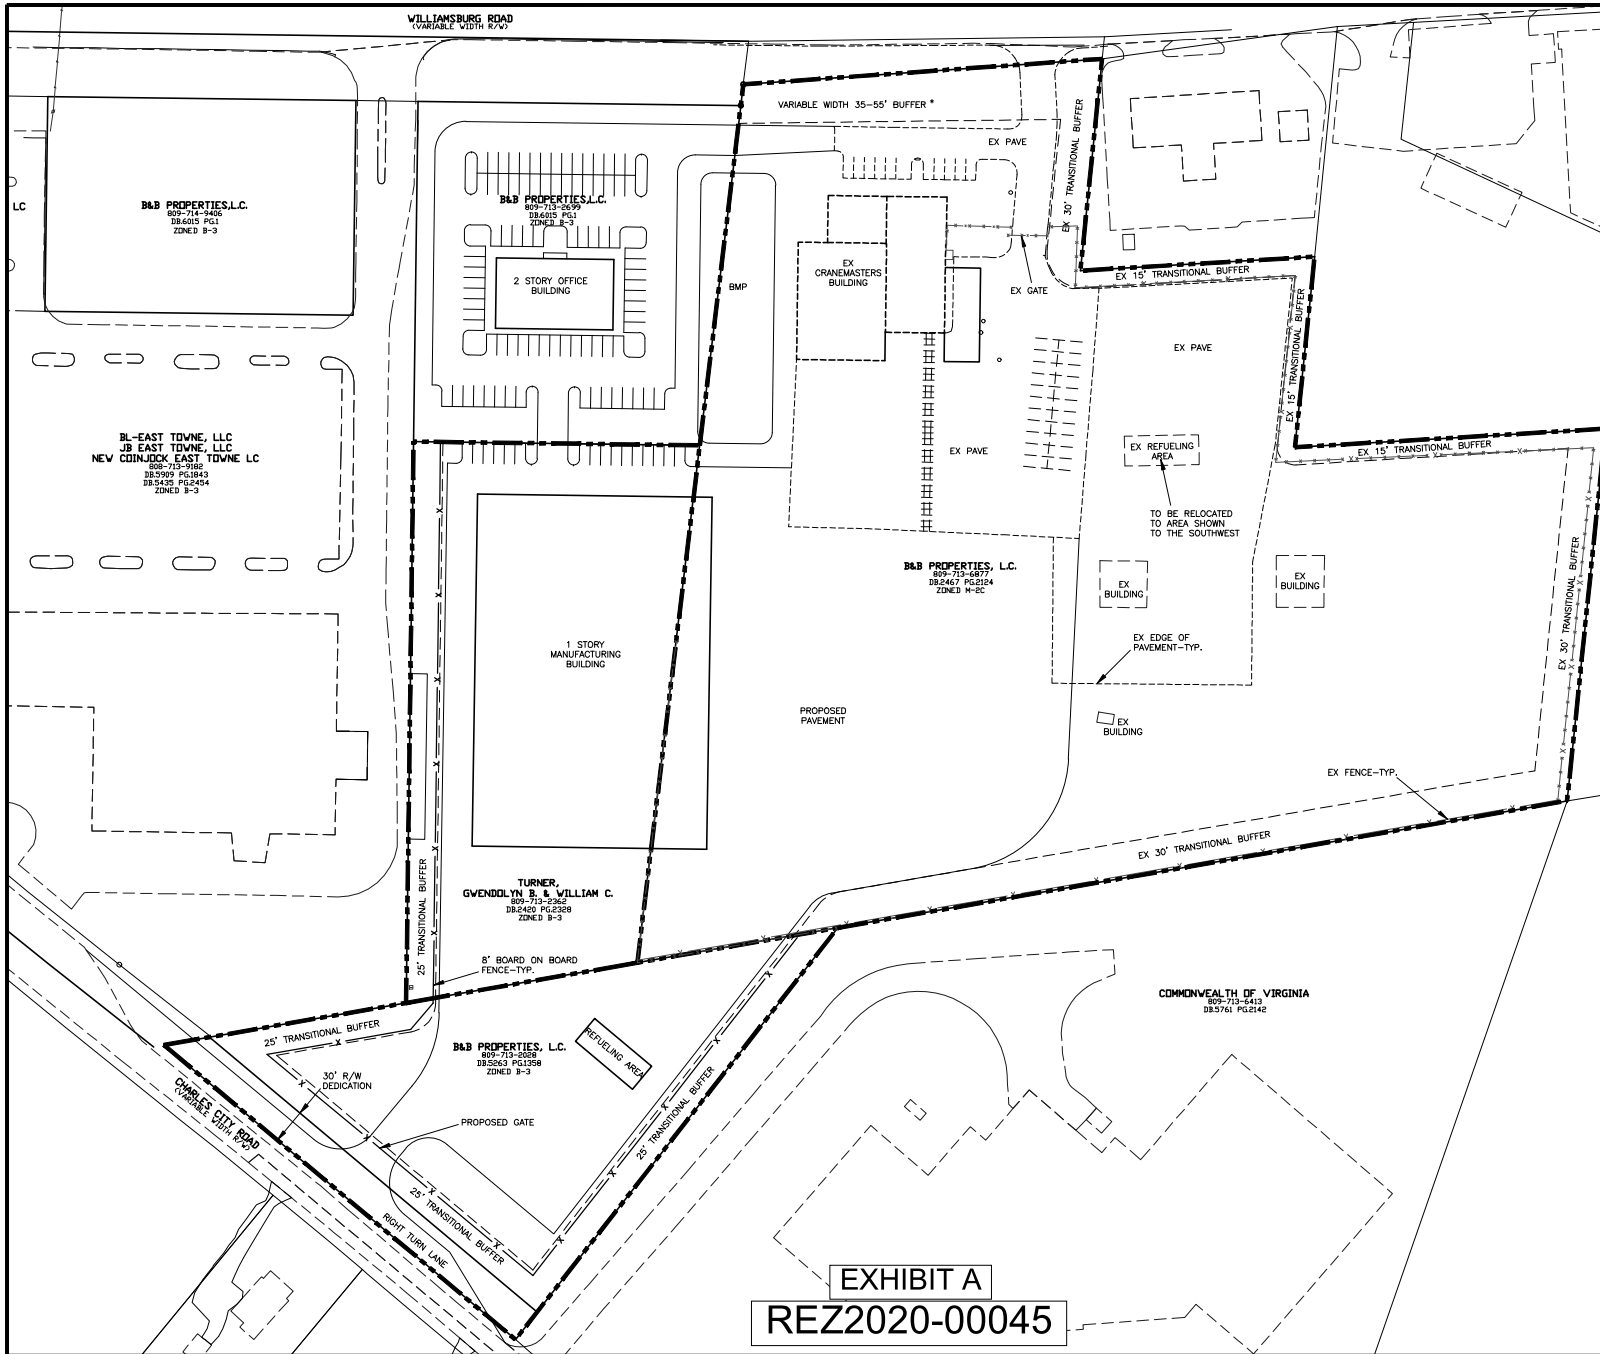 WILLIAMSBURG ROAD
(VARIABLE WIDTH R/W)
VARIABLE WIDTH 35-55' BUFFER *
EX PAVE
EX 30' TRANSITIONAL BUFFER
LC
B&B PROPERTIES,L.C.
809-714-9406
DB.6015 PG.1
ZONED B-3
B&B PROPERTIES,L.C.
809-713-2699
DB.6015 PG.1
ZONED B-3
2 STORY OFFICE
BUILDING
BMP
EX
CRANEMASTERS
BUILDING
EX GATE
EX 15' TRANSITIONAL BUFFER
EX 15' TRANSITIONAL BUFFER
EX PAVE
EX 15' TRANSITIONAL BUFFER
BL-EAST TOWNE, LLC
JB EAST TOWNE, LLC
NEW COINJOCK EAST TOWNE LC
808-713-9182
DB.5909 PG.1843
DB.5435 PG.2454
ZONED B-3
EX PAVE
EX REFUELING
AREA
TO BE RELOCATED
TO AREA SHOWN
TO THE SOUTHWEST
B&B PROPERTIES, L.C.
809-713-6877
DB.2467 PG.2124
ZONED M-2C
EX
BUILDING
EX
BUILDING
EX 30' TRANSITIONAL BUFFER
1 STORY
MANUFACTURING
BUILDING
EX EDGE OF
PAVEMENT-TYP.
PROPOSED
PAVEMENT
EX
BUILDING
EX FENCE-TYP.
EX 30' TRANSITIONAL BUFFER
TURNER,
GWENDOLYN B. & WILLIAM C.
809-713-2362
DB.2420 PG.2328
ZONED B-3
25' TRANSITIONAL BUFFER
8' BOARD ON BOARD
FENCE-TYP.
COMMONWEALTH OF VIRGINIA
809-713-6413
DB.5761 PG.2142
25' TRANSITIONAL BUFFER
B&B PROPERTIES, L.C.
809-713-2028
DB.5263 PG.1358
ZONED B-3
REFUELING AREA
30' R/W
DEDICATION
CHARLES CITY ROAD
(VARIABLE WIDTH R/W)
PROPOSED GATE
25' TRANSITIONAL BUFFER
25' TRANSITIONAL BUFFER
RIGHT TURN LANE
EXHIBIT A
REZ2020-00045